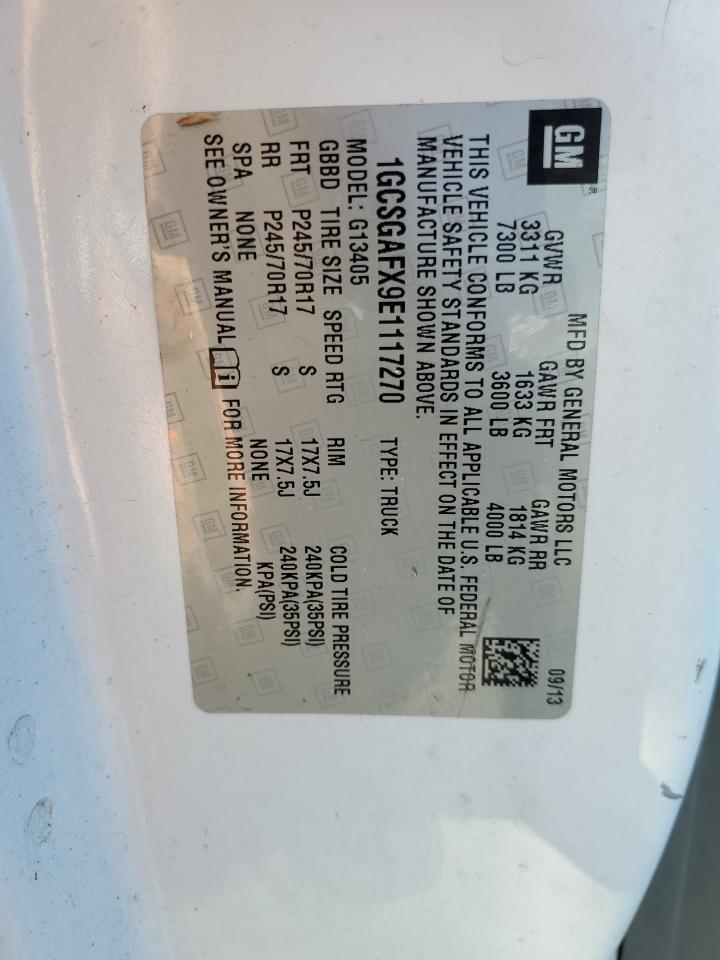 GM®
MFD BY GENERAL MOTORS LLC 09/13
GVWR GAWR FRT GAWR RR
3311 KG 1633 KG 1814 KG
7300 LB 3600 LB 4000 LB
THIS VEHICLE CONFORMS TO ALL APPLICABLE U.S. FEDERAL MOTOR
VEHICLE SAFETY STANDARDS IN EFFECT ON THE DATE OF
MANUFACTURE SHOWN ABOVE.
1GCSGAFX9E1117270 TYPE: TRUCK
MODEL: G13405
GBBD TIRE SIZE SPEED RTG RIM COLD TIRE PRESSURE
FRT P245/70R17 S 17X7.5J 240KPA(35PSI)
RR P245/70R17 S 17X7.5J 240KPA(35PSI)
SPA NONE NONE KPA(PSI)
SEE OWNER'S MANUAL i FOR MORE INFORMATION.